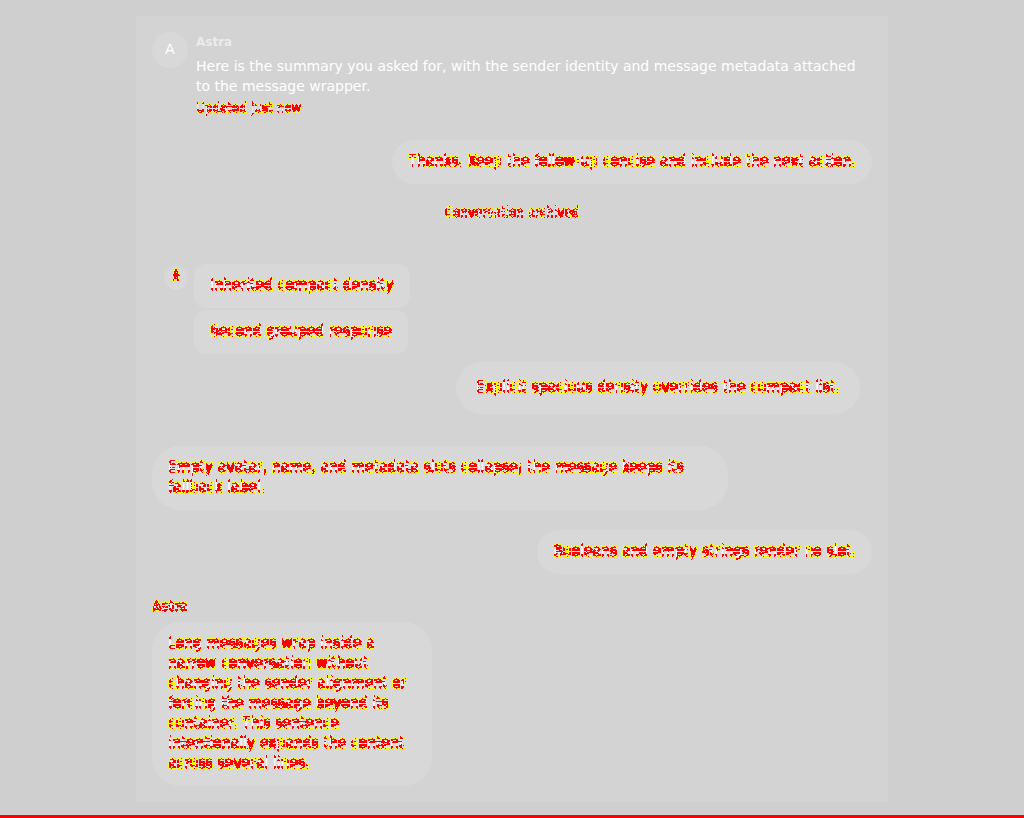 A
Astra
Here is the summary you asked for, with the sender identity and message metadata attached
to the message wrapper.
Updated just now
Thanks. Keep the follow-up concise and include the next action.
Conversation archived
A
Inherited compact density
Second grouped response
Explicit spacious density overrides the compact list.
Empty avatar, name, and metadata slots collapse; the message keeps its
fallback label.
Booleans and empty strings render no slot.
Astra
Long messages wrap inside a
narrow conversation without
changing the sender alignment or
forcing the message beyond its
container. This sentence
intentionally expands the content
across several lines.